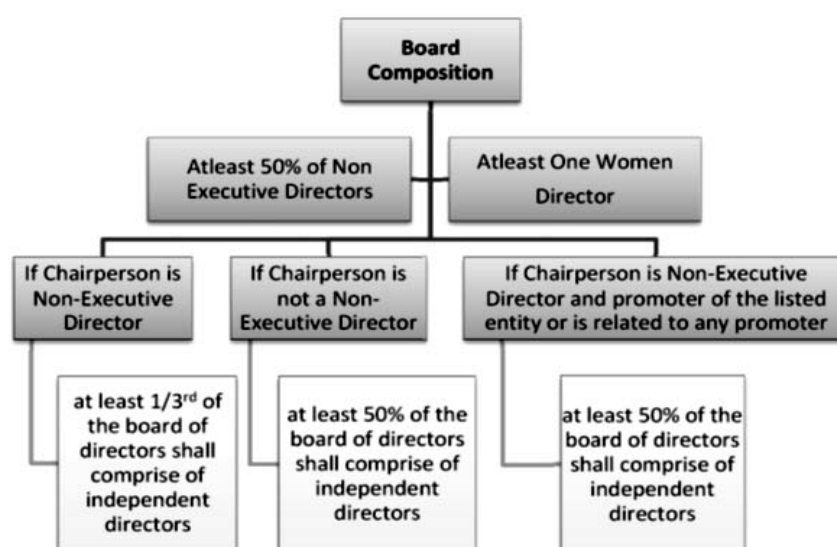 Board
Composition
Atleast 50% of Non
Executive Directors
Atleast One Women
Director
If Chairperson is
Non-Executive
Director
If Chairperson is
not a Non-
Executive Director
If Chairperson is Non-Executive
Director and promoter of the listed
entity or is related to any promoter
at least 1/3rd of
the board of
directors shall
comprise of
independent
directors
at least 50% of the
board of directors
shall comprise of
independent
directors
at least 50% of the
board of directors
shall comprise of
independent
directors